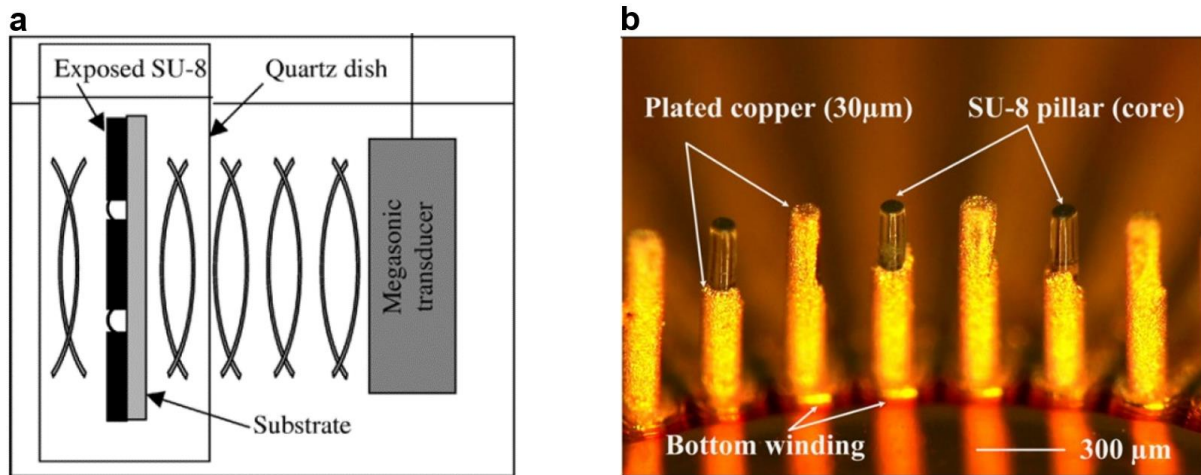 a
Exposed SU-8
Quartz dish
Megasonic
transducer
Substrate
b
Plated copper (30µm)
SU-8 pillar (core)
Bottom winding
300 µm